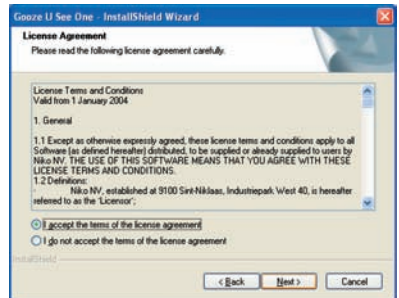 Gooze U See One - InstallShield Wizard
License Agreement
Please read the following license agreement carefully.
License Terms and Conditions
Valid from 1 January 2004
1. General
1.1 Except as otherwise expressly agreed, these license terms and conditions apply to all
Software (as defined hereafter) distributed, to be supplied or already supplied to users by
Niko NV. THE USE OF THIS SOFTWARE MEANS THAT YOU AGREE WITH THESE
LICENSE TERMS AND CONDITIONS.
1.2 Definitions:
- Niko NV, established at 9100 Sint-Niklaas, Industriepark West 40, is hereafter
referred to as the 'Licensor';
I accept the terms of the license agreement
I do not accept the terms of the license agreement
InstallShield
< Back Next > Cancel